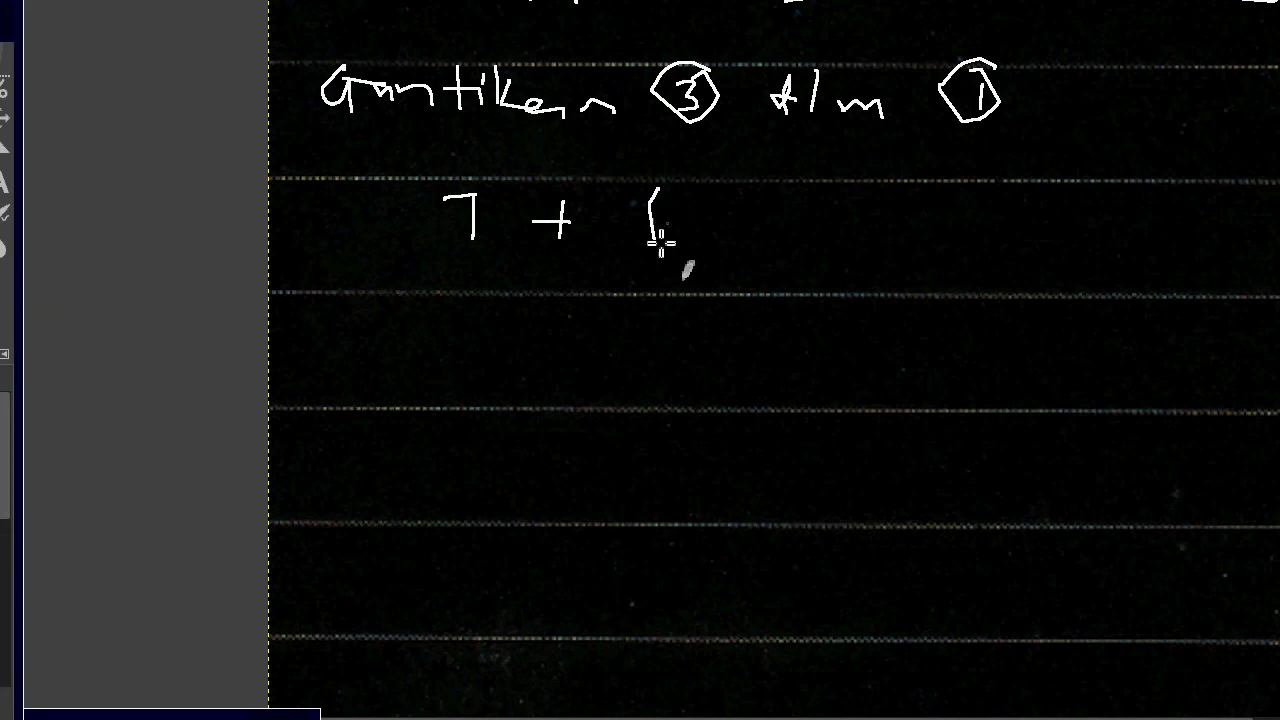 Gantikan ③ dlm ①
7 + (